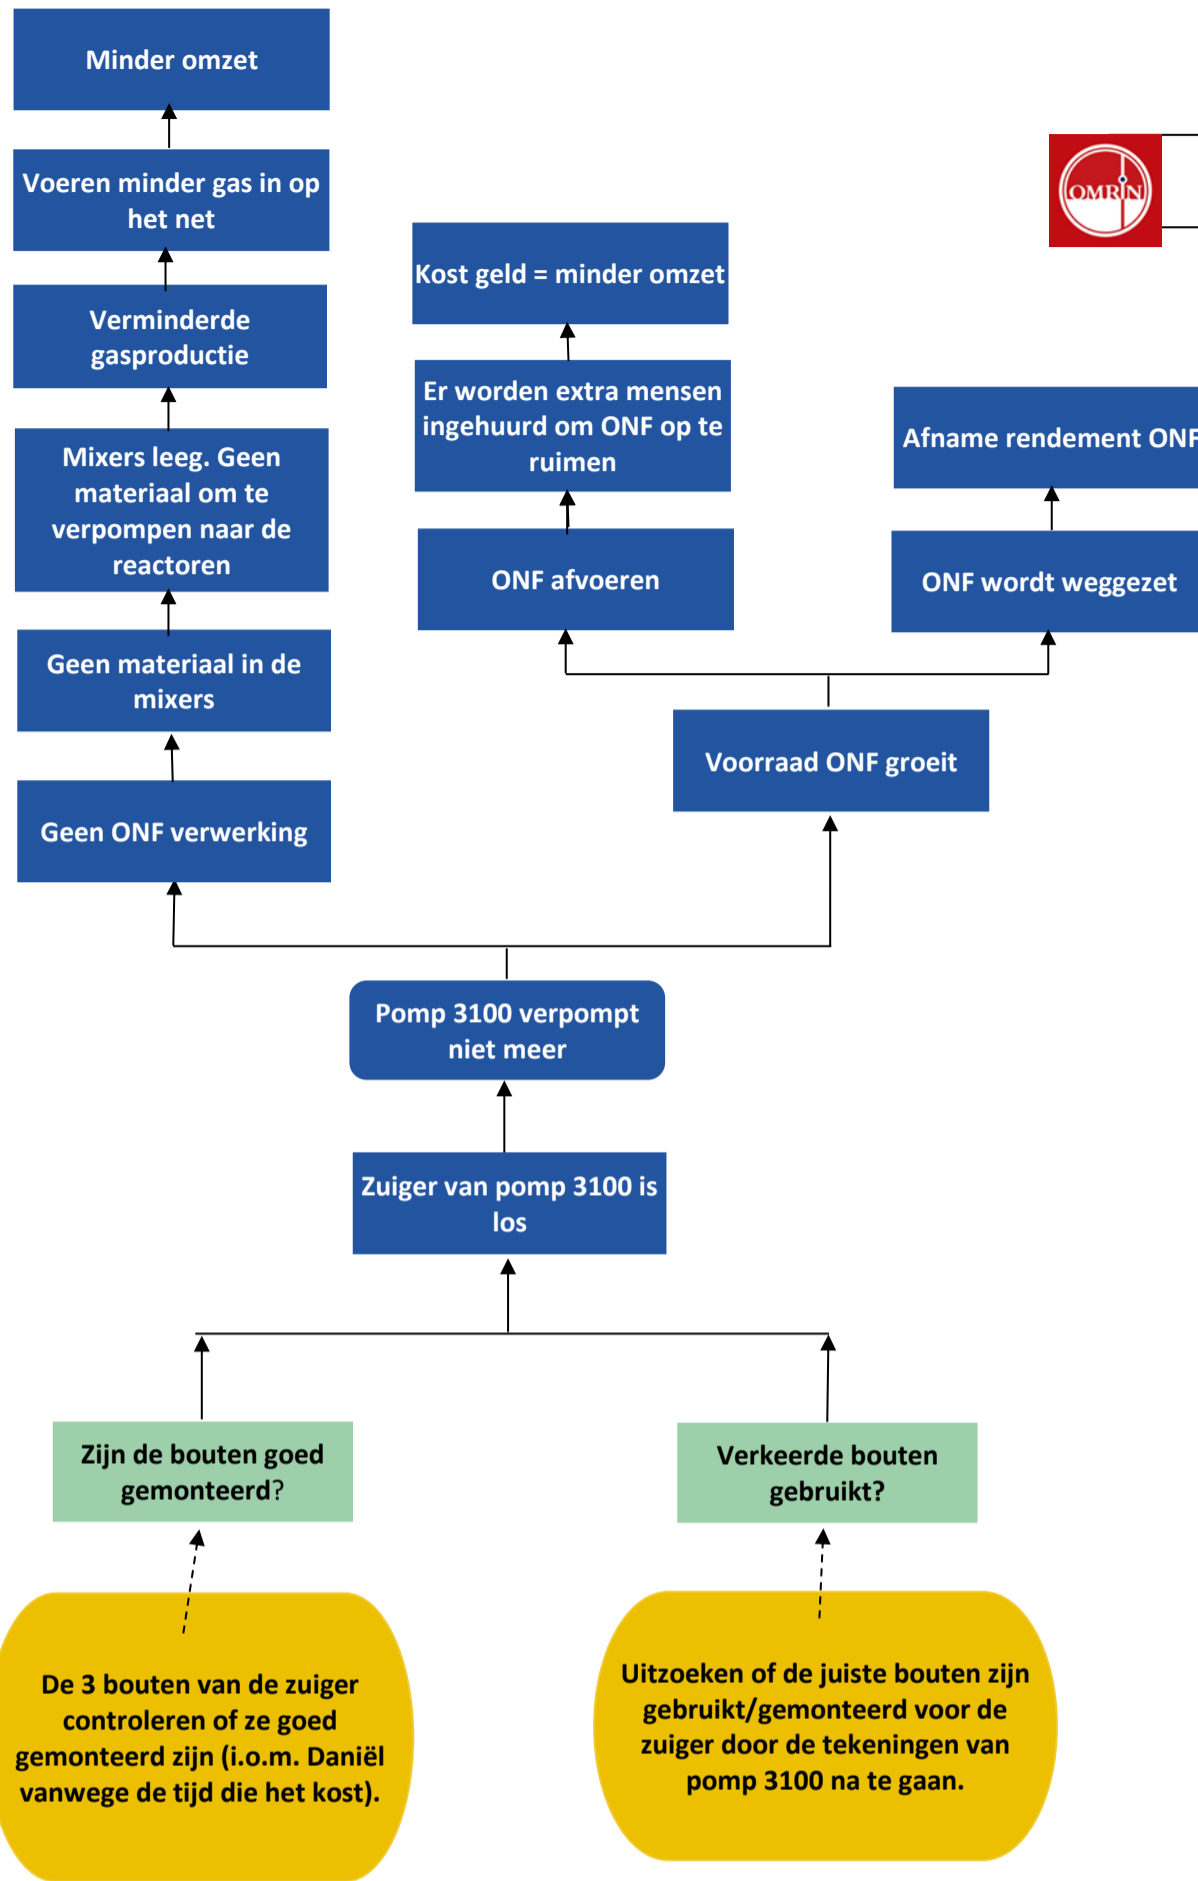 Minder omzet
Voeren minder gas in op
het net
Verminderde
gasproductie
Mixers leeg. Geen
materiaal om te
verpompen naar de
reactoren
Geen materiaal in de
mixers
Geen ONF verwerking
OMRIN
Kost geld = minder omzet
Er worden extra mensen
ingehuurd om ONF op te
ruimen
ONF afvoeren
Afname rendement ONF
ONF wordt weggezet
Voorraad ONF groeit
Pomp 3100 verpompt
niet meer
Zuiger van pomp 3100 is
los
Zijn de bouten goed
gemonteerd?
Verkeerde bouten
gebruikt?
De 3 bouten van de zuiger
controleren of ze goed
gemonteerd zijn (i.o.m. Daniël
vanwege de tijd die het kost).
Uitzoeken of de juiste bouten zijn
gebruikt/gemonteerd voor de
zuiger door de tekeningen van
pomp 3100 na te gaan.